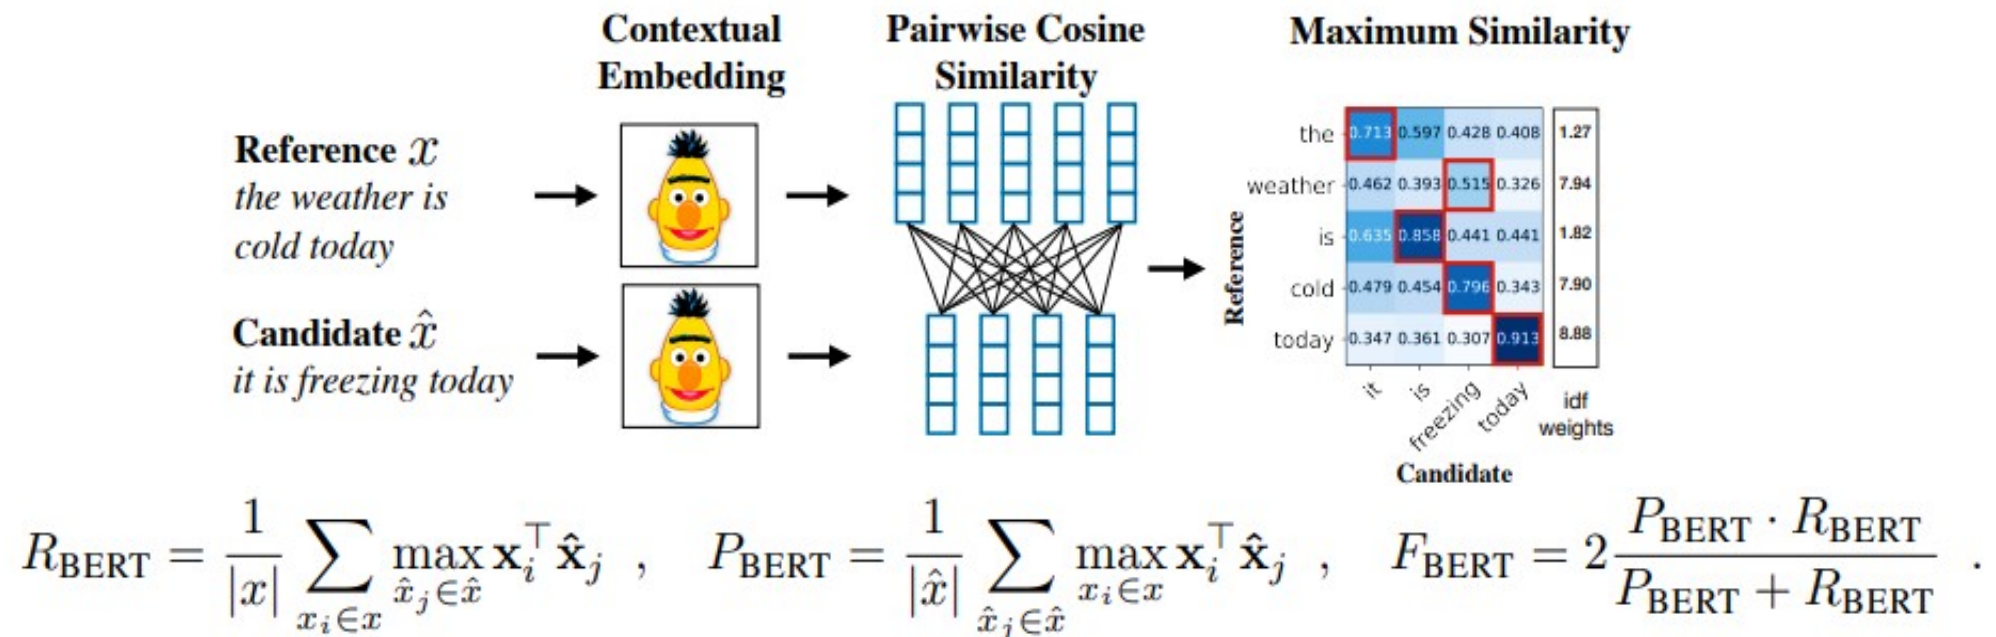 Contextual
Embedding
Pairwise Cosine
Similarity
Maximum Similarity
Reference x
the weather is
cold today
Candidate x̂
it is freezing today
Reference
the 0.713 0.597 0.428 0.408 1.27
weather 0.462 0.393 0.515 0.326 7.94
is 0.635 0.858 0.441 0.441 1.82
cold 0.479 0.454 0.796 0.343 7.90
today 0.347 0.361 0.307 0.913 8.88
it is freezing today
idf
weights
Candidate
R_BERT = 1/|x| ∑_{x_i∈x} max_{x̂_j∈x̂} x_i^⊤ x̂_j , P_BERT = 1/|x̂| ∑_{x̂_j∈x̂} max_{x_i∈x} x_i^⊤ x̂_j , F_BERT = 2 P_BERT · R_BERT / P_BERT + R_BERT .